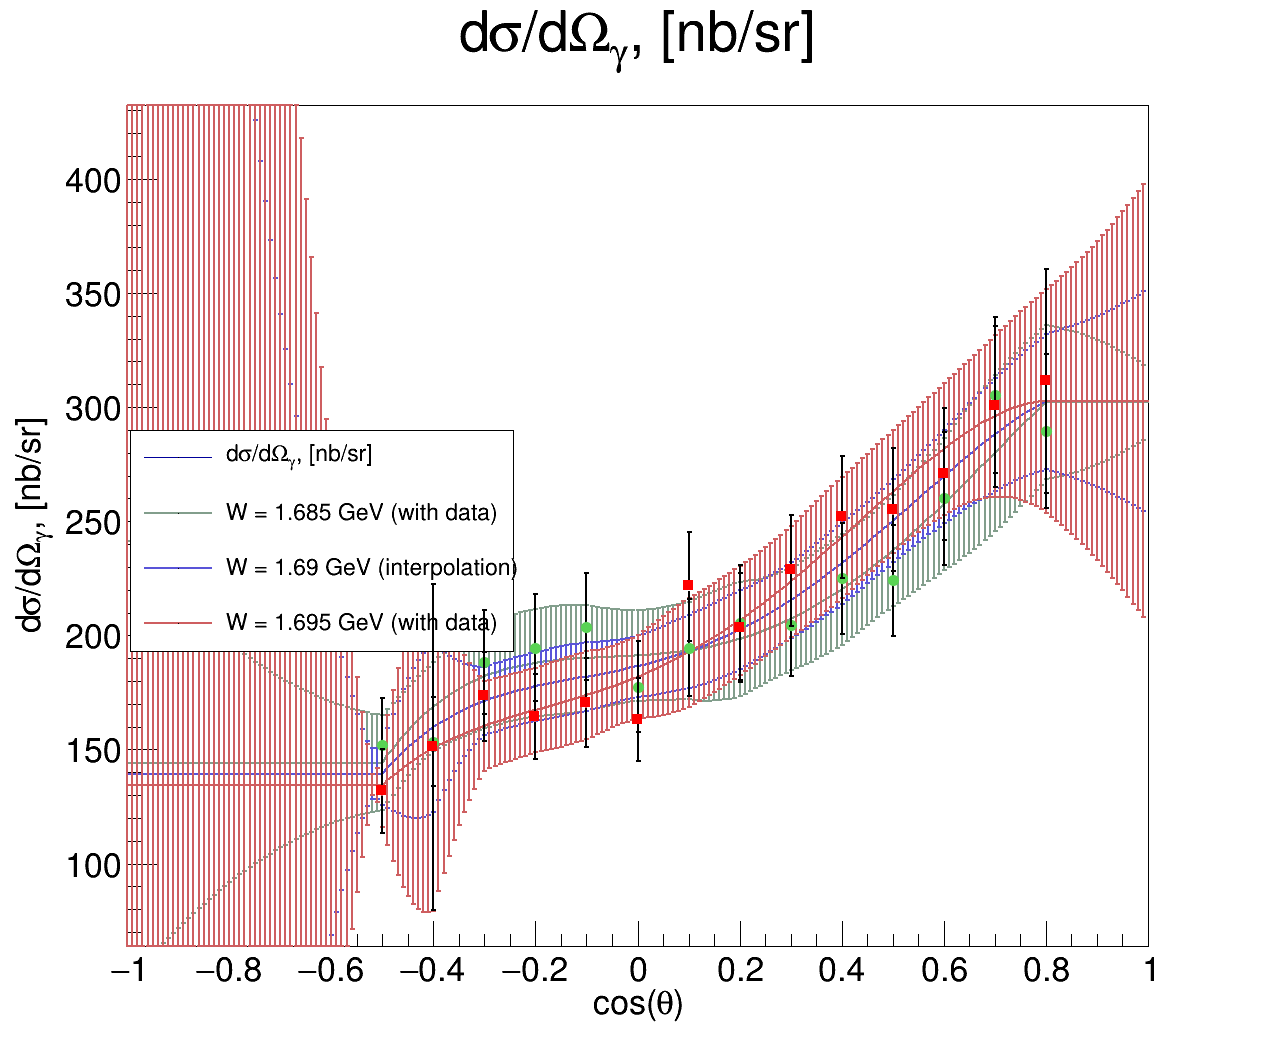 dσ/dΩγ, [nb/sr]
dσ/dΩγ, [nb/sr]
400
350
300
250
200
150
100
dσ/dΩγ, [nb/sr]
W = 1.685 GeV (with data)
W = 1.69 GeV (interpolation)
W = 1.695 GeV (with data)
−1 −0.8 −0.6 −0.4 −0.2 0 0.2 0.4 0.6 0.8 1
cos(θ)